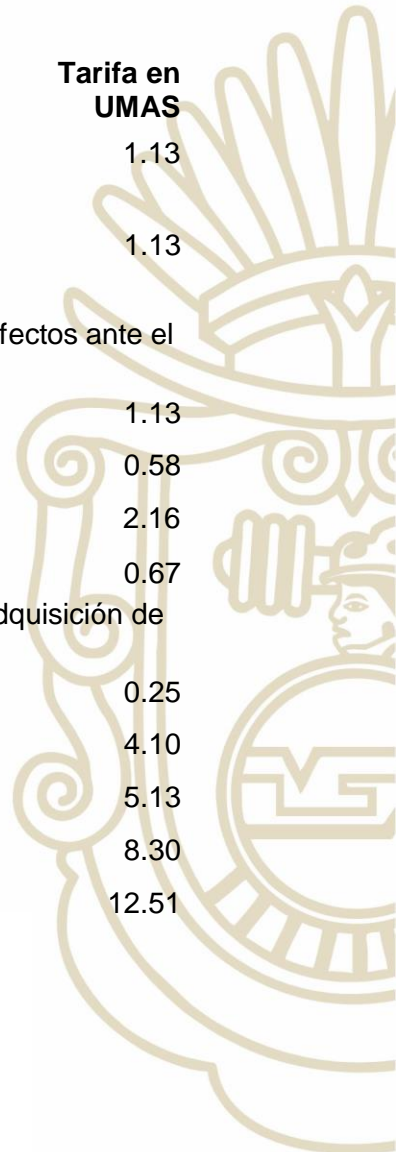 Tarifa en
UMAS
1.13
1.13
fectos ante el
1.13
0.58
2.16
0.67
dquisición de
0.25
4.10
5.13
8.30
12.51